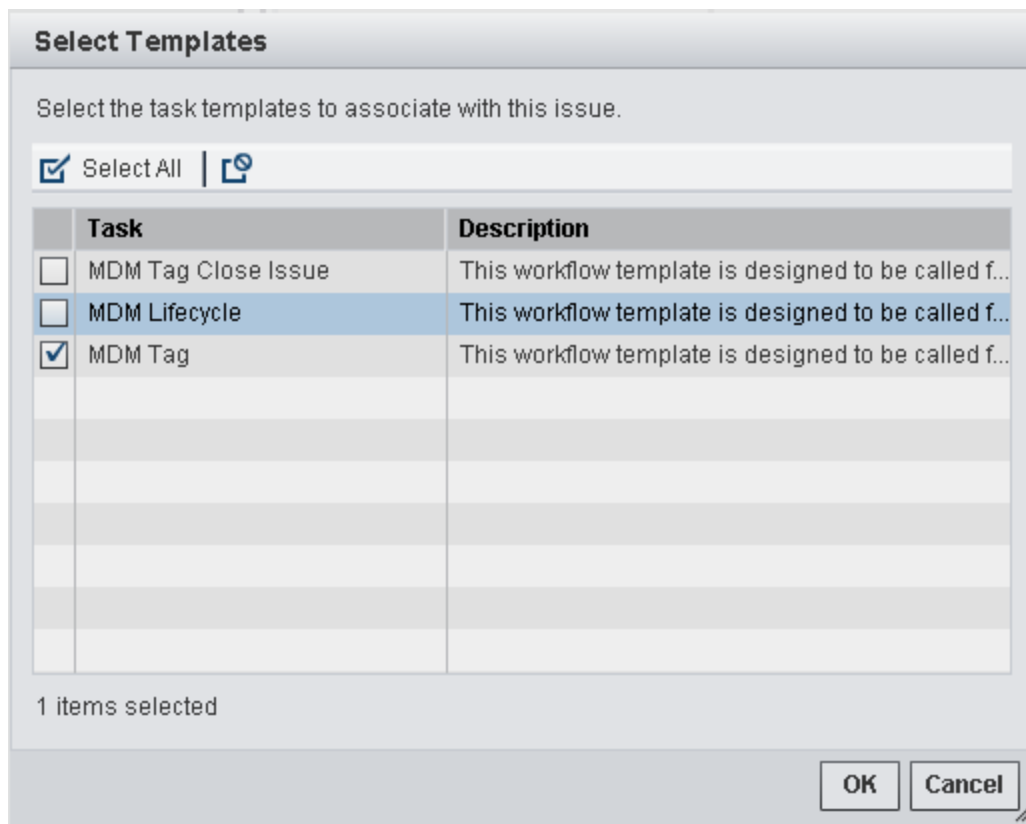 Select Templates
Select the task templates to associate with this issue.
Select All
Task Description
MDM Tag Close Issue This workflow template is designed to be called f...
MDM Lifecycle This workflow template is designed to be called f...
MDM Tag This workflow template is designed to be called f...
1 items selected
OK Cancel